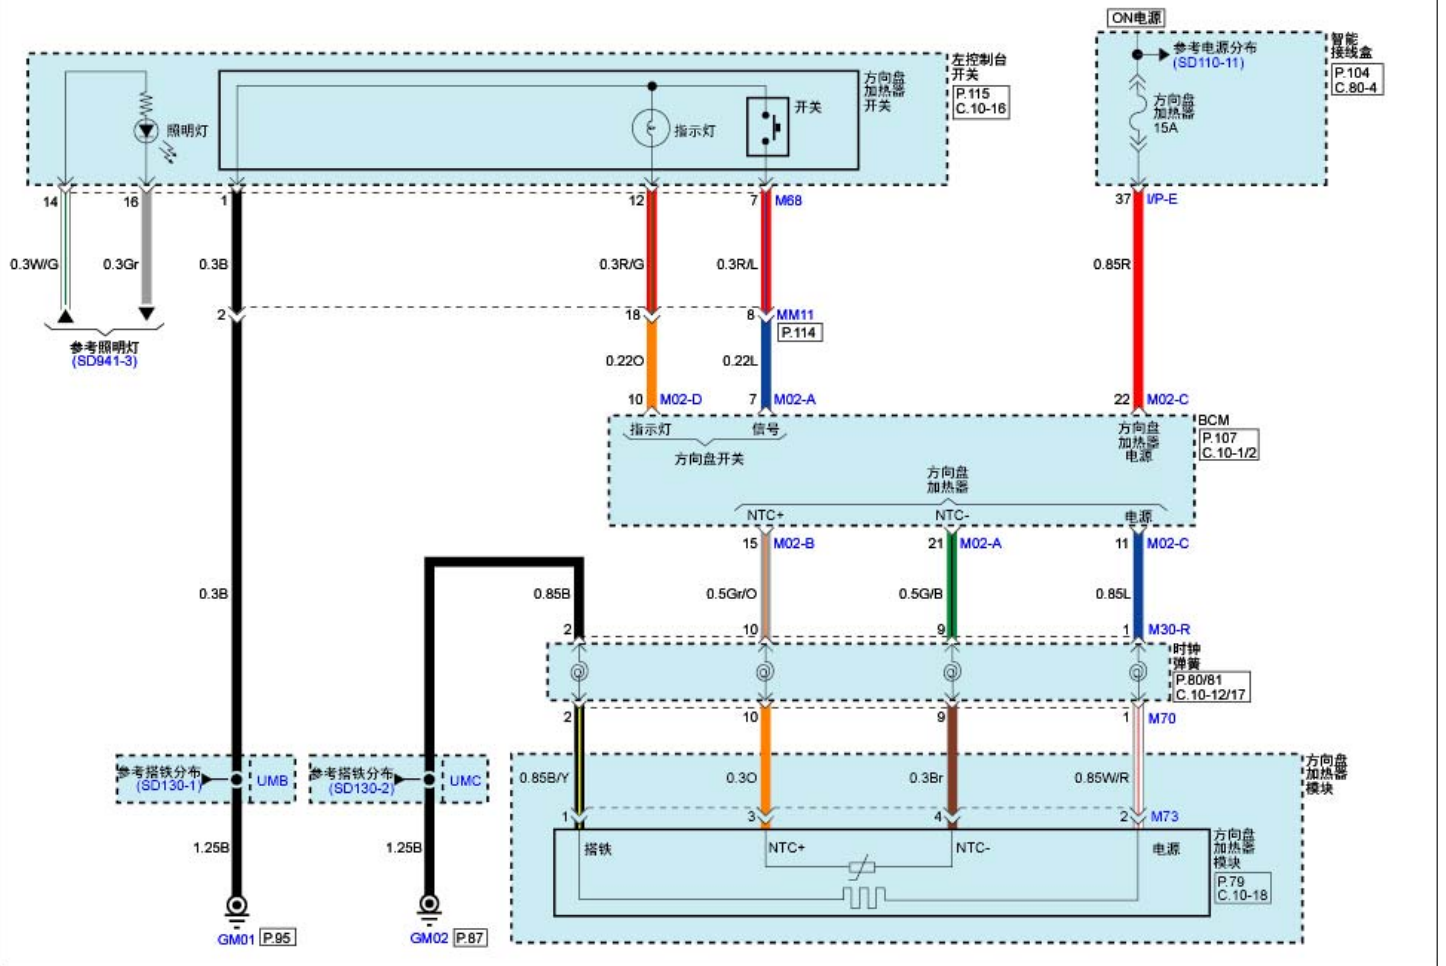 ON电源
参考电源分布
(SD110-11)
智能
接线盒
P.104
C.80-4
方向盘
加热器
15A
左控制台
开关
P.115
C.10-16
方向盘
加热器
开关
开关
指示灯
照明灯
14
16
1
12
7
M68
37
I/P-E
0.3W/G
0.3Gr
0.3B
0.3R/G
0.3R/L
0.85R
2
18
8
MM11
P.114
参考照明灯
(SD941-3)
0.22O
0.22L
10
M02-D
7
M02-A
22
M02-C
BCM
P.107
C.10-1/2
指示灯
信号
方向盘开关
方向盘
加热器
电源
方向盘
加热器
NTC+
NTC-
电源
15
M02-B
21
M02-A
11
M02-C
0.3B
0.85B
0.5Gr/O
0.5G/B
0.85L
2
10
9
1
M30-R
时钟
弹簧
P.80/81
C.10-12/17
2
10
9
1
M70
参考搭铁分布
(SD130-1)
UMB
参考搭铁分布
(SD130-2)
UMC
0.85B/Y
0.3O
0.3Br
0.85W/R
方向盘
加热器
模块
1
3
4
2
M73
1.25B
1.25B
搭铁
NTC+
NTC-
电源
方向盘
加热器
模块
P.79
C.10-18
GM01
P.95
GM02
P.87